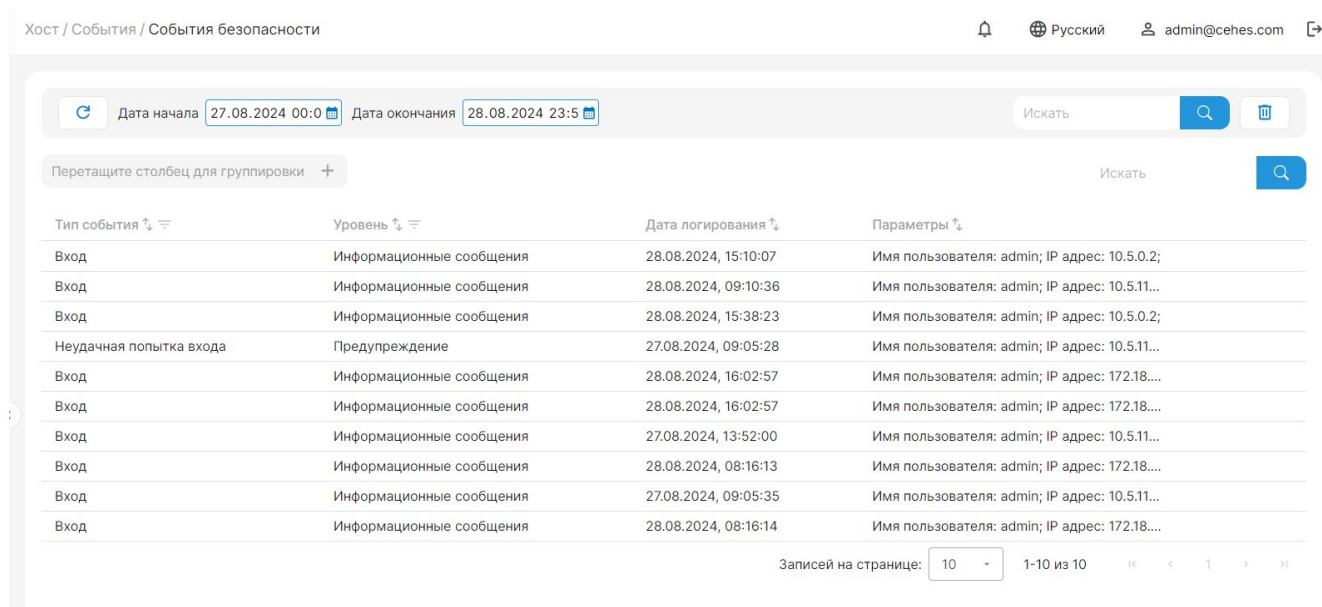 Хост / События / События безопасности Русский admin@cehes.com
Дата начала 27.08.2024 00:0 Дата окончания 28.08.2024 23:5 Искать
Перетащите столбец для группировки + Искать
Тип события Уровень Дата логирования Параметры
Вход Информационные сообщения 28.08.2024, 15:10:07 Имя пользователя: admin; IP адрес: 10.5.0.2;
Вход Информационные сообщения 28.08.2024, 09:10:36 Имя пользователя: admin; IP адрес: 10.5.11...
Вход Информационные сообщения 28.08.2024, 15:38:23 Имя пользователя: admin; IP адрес: 10.5.0.2;
Неудачная попытка входа Предупреждение 27.08.2024, 09:05:28 Имя пользователя: admin; IP адрес: 10.5.11...
Вход Информационные сообщения 28.08.2024, 16:02:57 Имя пользователя: admin; IP адрес: 172.18....
Вход Информационные сообщения 28.08.2024, 16:02:57 Имя пользователя: admin; IP адрес: 172.18....
Вход Информационные сообщения 27.08.2024, 13:52:00 Имя пользователя: admin; IP адрес: 10.5.11...
Вход Информационные сообщения 28.08.2024, 08:16:13 Имя пользователя: admin; IP адрес: 172.18....
Вход Информационные сообщения 27.08.2024, 09:05:35 Имя пользователя: admin; IP адрес: 10.5.11...
Вход Информационные сообщения 28.08.2024, 08:16:14 Имя пользователя: admin; IP адрес: 172.18....
Записей на странице: 10 1-10 из 10 1